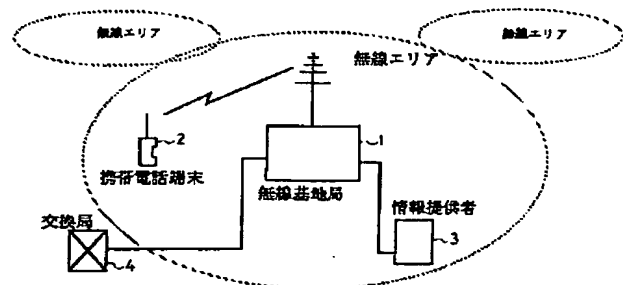 無線エリア
無線エリア
無線エリア
1
2
携帯電話端末
無線基地局
情報提供者
3
交換局
4